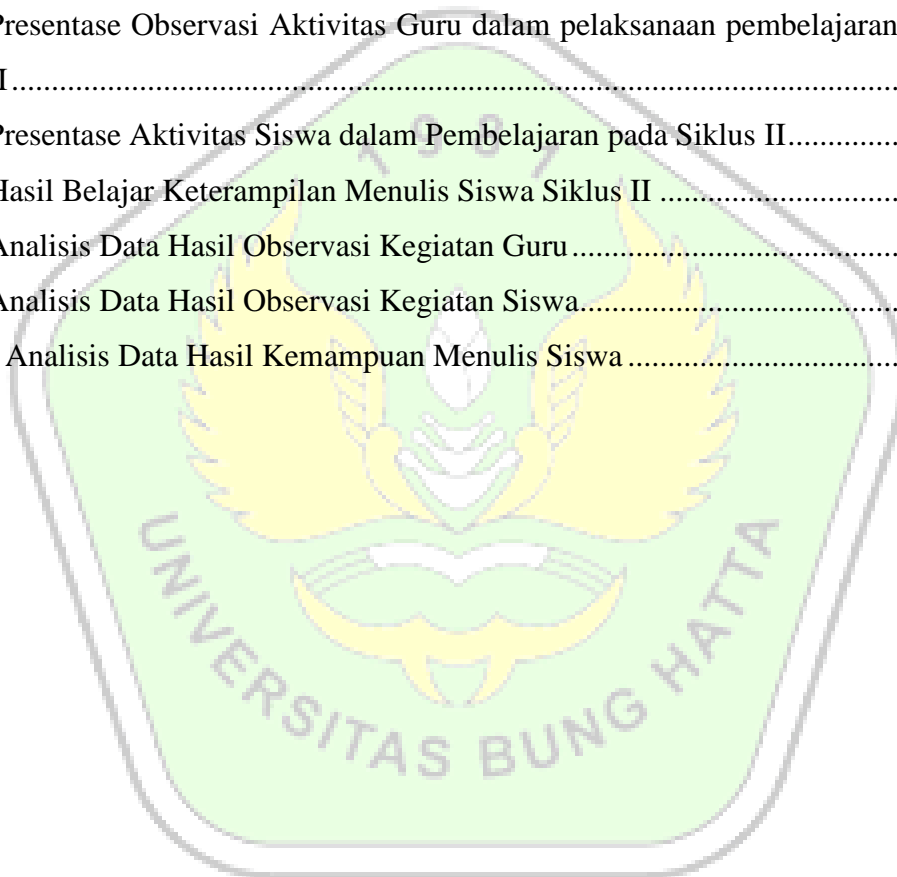 Presentase Observasi Aktivitas Guru dalam pelaksanaan pembelajaran
I ........................................................................................................
Presentase Aktivitas Siswa dalam Pembelajaran pada Siklus II..............
Hasil Belajar Keterampilan Menulis Siswa Siklus II ..............................
Analisis Data Hasil Observasi Kegiatan Guru ........................................
Analisis Data Hasil Observasi Kegiatan Siswa.......................................
Analisis Data Hasil Kemampuan Menulis Siswa ................................
1981
UNIVERSITAS BUNG HATTA